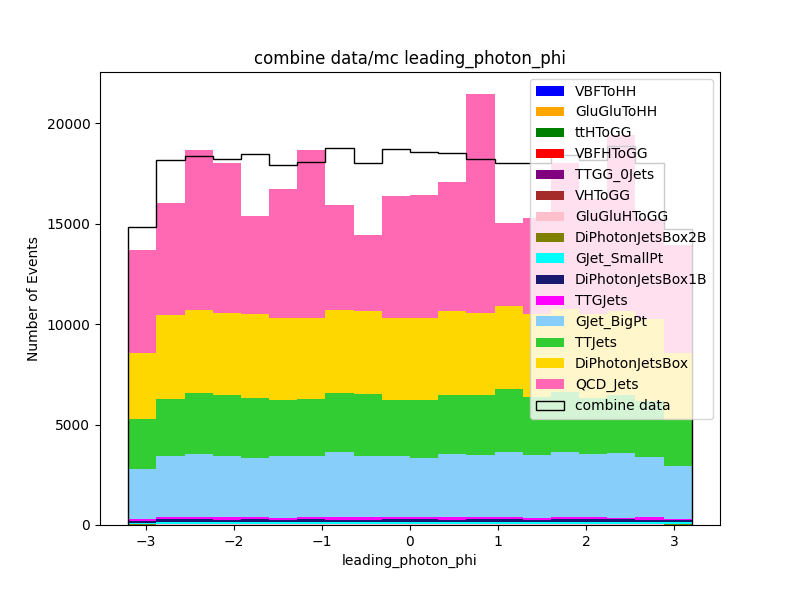 combine data/mc leading_photon_phi
Number of Events
20000
15000
10000
5000
0
−3
−2
−1
0
1
2
3
leading_photon_phi
VBFToHH
GluGluToHH
ttHToGG
VBFHToGG
TTGG_0Jets
VHToGG
GluGluHToGG
DiPhotonJetsBox2B
GJet_SmallPt
DiPhotonJetsBox1B
TTGJets
GJet_BigPt
TTJets
DiPhotonJetsBox
QCD_Jets
combine data